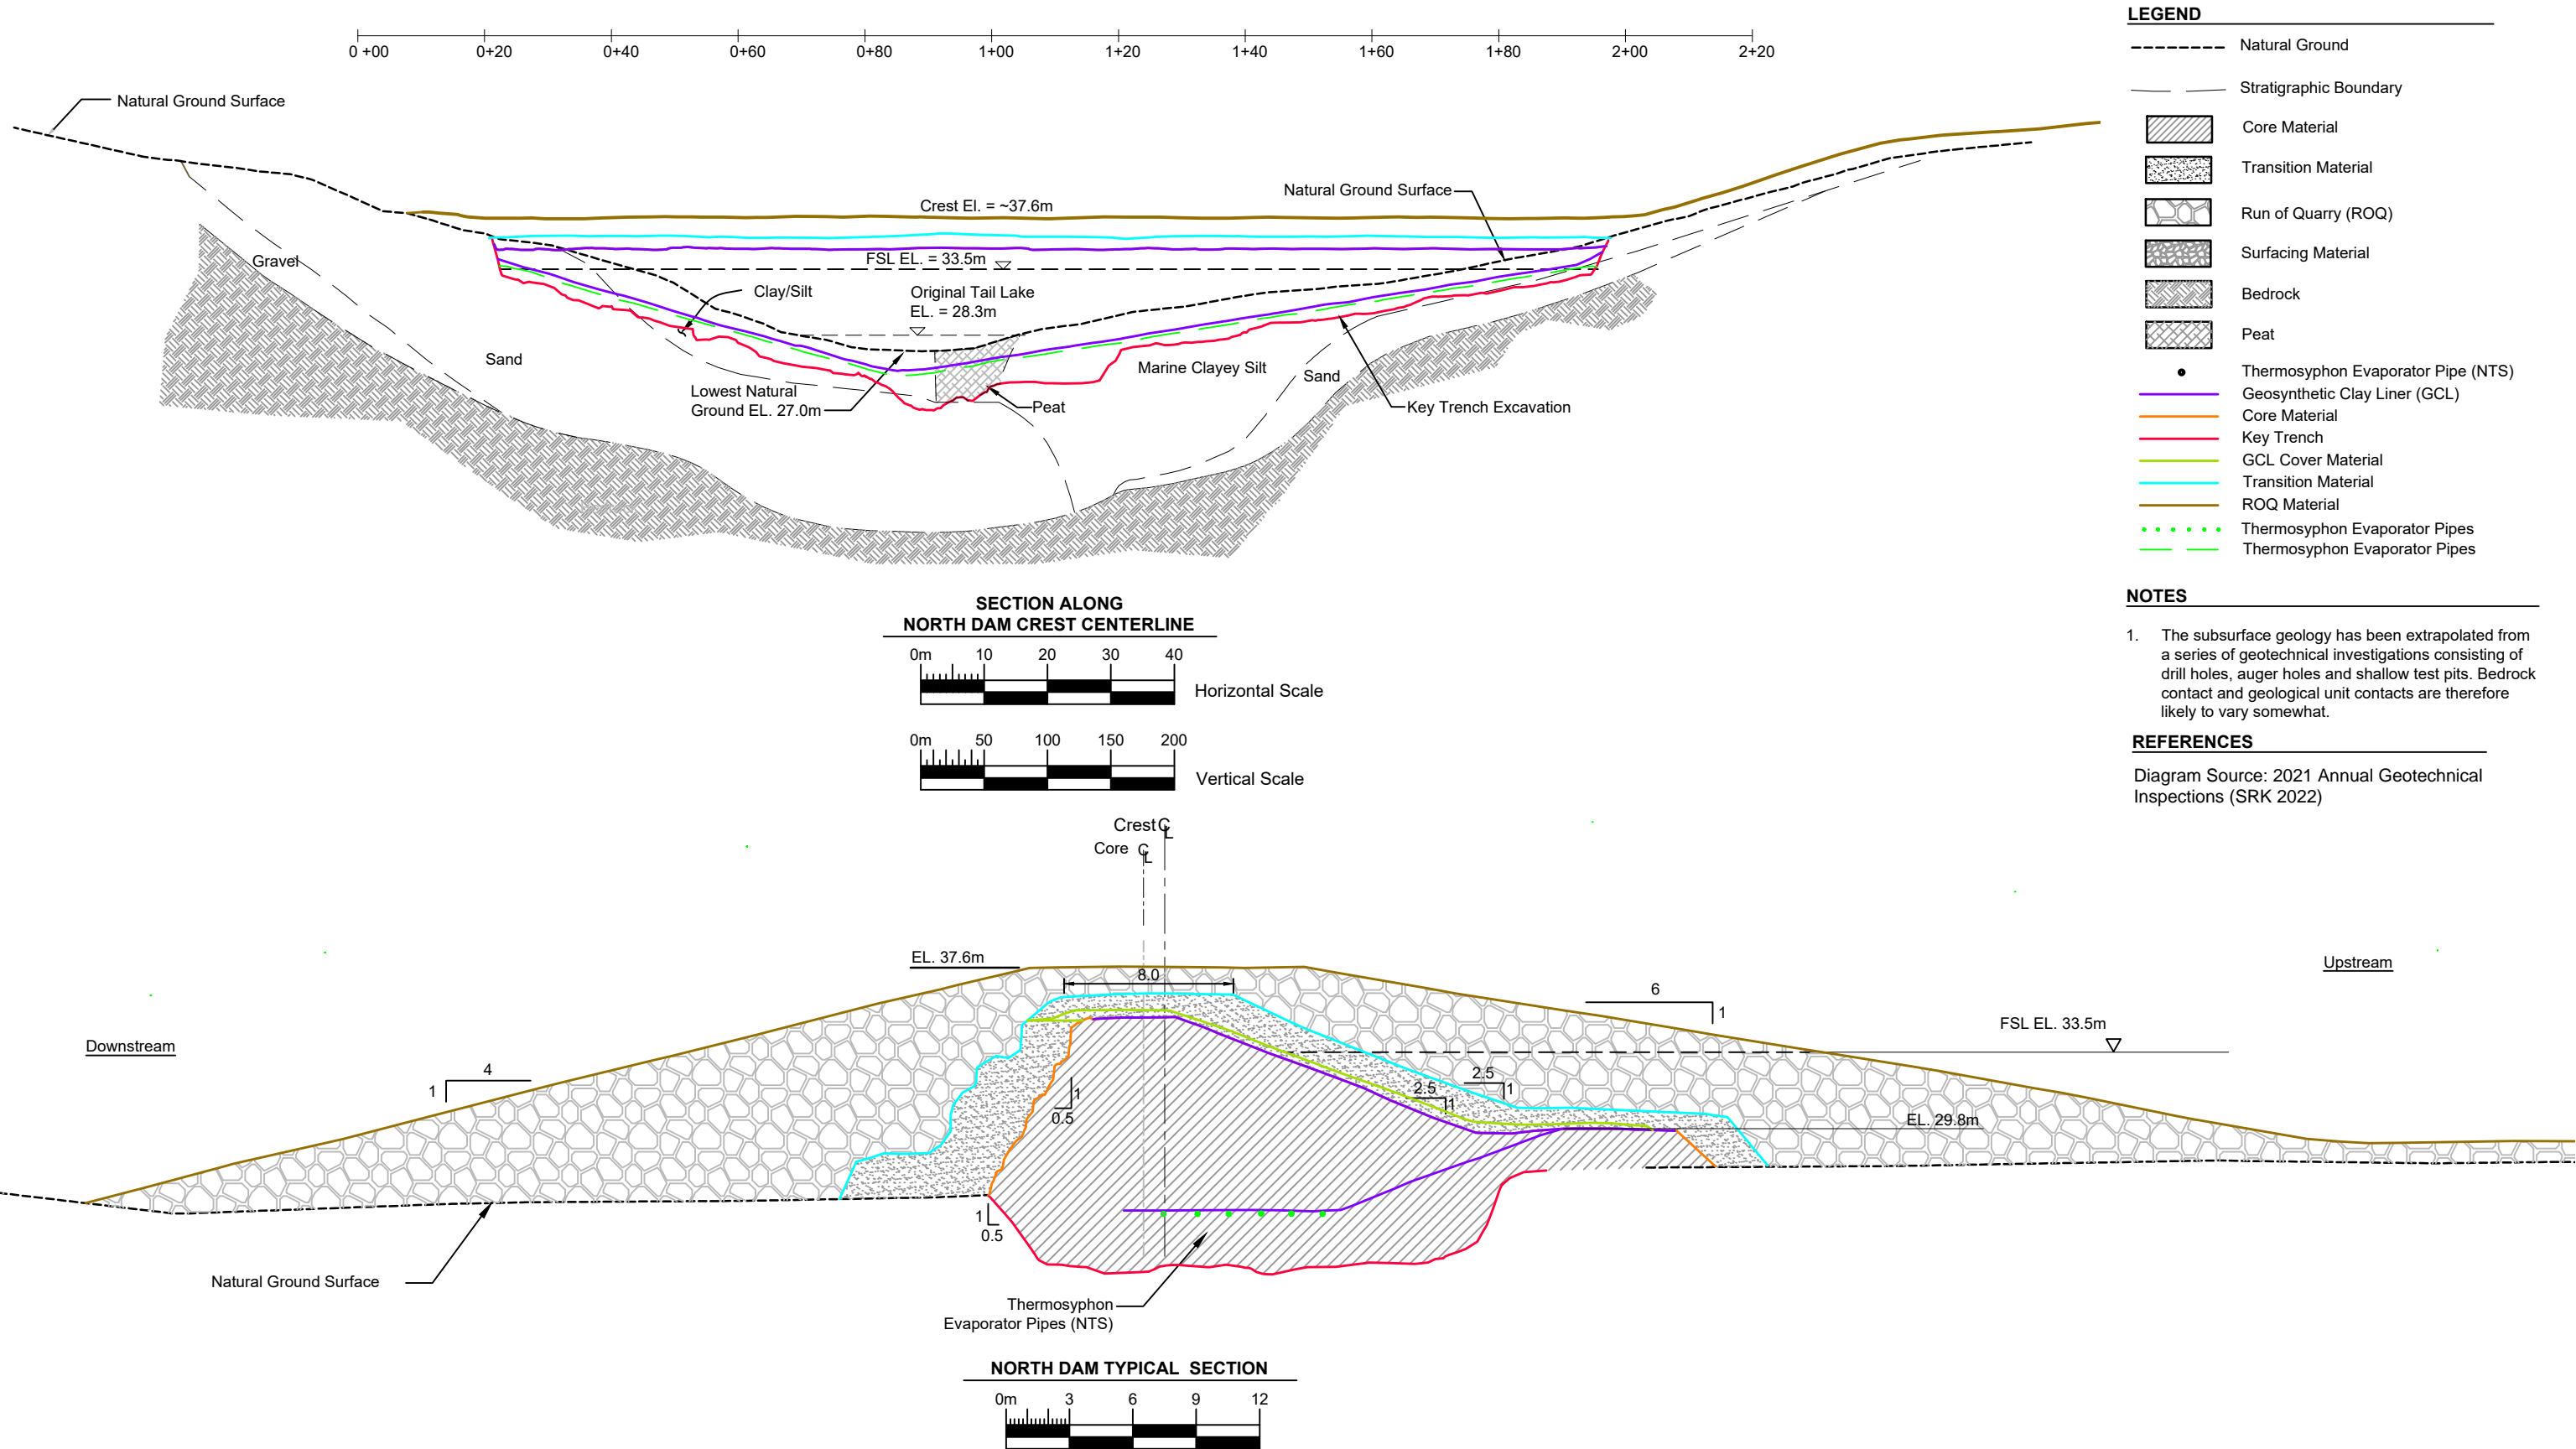 0 +00 0+20 0+40 0+60 0+80 1+00 1+20 1+40 1+60 1+80 2+00 2+20
Natural Ground Surface
Natural Ground Surface
Crest El. = ~37.6m
Gravel
FSL EL. = 33.5m
Clay/Silt
Original Tail Lake
EL. = 28.3m
Sand
Marine Clayey Silt
Sand
Lowest Natural
Ground EL. 27.0m
Peat
Key Trench Excavation
SECTION ALONG
NORTH DAM CREST CENTERLINE
0m 10 20 30 40
Horizontal Scale
0m 50 100 150 200
Vertical Scale
LEGEND
Natural Ground
Stratigraphic Boundary
Core Material
Transition Material
Run of Quarry (ROQ)
Surfacing Material
Bedrock
Peat
Thermosyphon Evaporator Pipe (NTS)
Geosynthetic Clay Liner (GCL)
Core Material
Key Trench
GCL Cover Material
Transition Material
ROQ Material
Thermosyphon Evaporator Pipes
Thermosyphon Evaporator Pipes
NOTES
1. The subsurface geology has been extrapolated from
a series of geotechnical investigations consisting of
drill holes, auger holes and shallow test pits. Bedrock
contact and geological unit contacts are therefore
likely to vary somewhat.
REFERENCES
Diagram Source: 2021 Annual Geotechnical
Inspections (SRK 2022)
Crest CL
Core CL
EL. 37.6m
8.0
Upstream
6
1
FSL EL. 33.5m
Downstream
4
1
2.5
1
2.5
1
1
0.5
EL. 29.8m
1
0.5
Natural Ground Surface
Thermosyphon
Evaporator Pipes (NTS)
NORTH DAM TYPICAL SECTION
0m 3 6 9 12